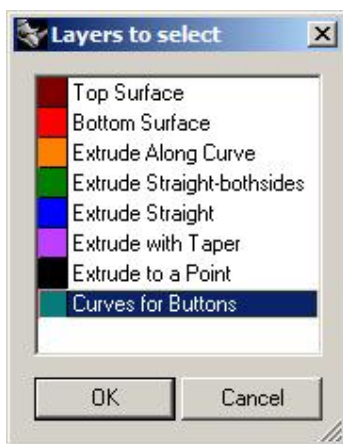 Layers to select
Top Surface
Bottom Surface
Extrude Along Curve
Extrude Straight-bothsides
Extrude Straight
Extrude with Taper
Extrude to a Point
Curves for Buttons
OK Cancel